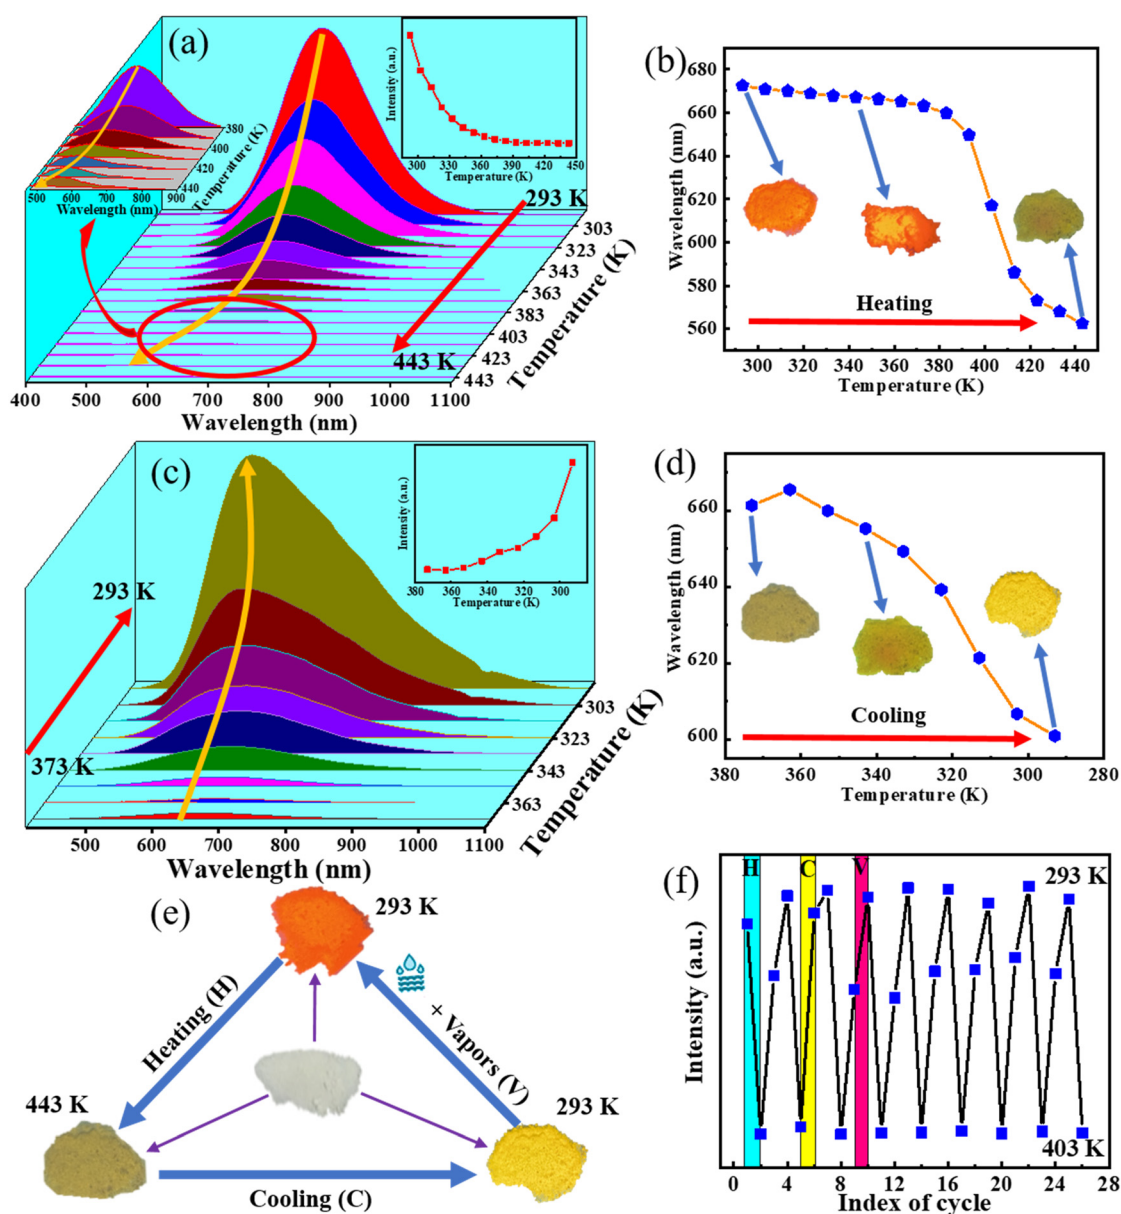 (a)
Intensity (a.u.)
300 330 360 390 420 450
Temperature (K)
380
400
420
440
Temperature (K)
500 600 700 800 900
Wavelength (nm)
293 K
303
323
343
363
383
403
423
443
443 K
Temperature (K)
400 500 600 700 800 900 1000 1100
Wavelength (nm)
(b)
680
660
640
620
600
580
560
Wavelength (nm)
Heating
300 320 340 360 380 400 420 440
Temperature (K)
(c)
Intensity (a.u.)
380 360 340 320 300
Temperature (K)
293 K
373 K
303
323
343
363
Temperature (K)
500 600 700 800 900 1000 1100
Wavelength (nm)
(d)
660
640
620
600
Wavelength (nm)
Cooling
380 360 340 320 300 280
Temperature (K)
(e)
293 K
Heating (H)
+ Vapors (V)
443 K
293 K
Cooling (C)
(f)
H C V
293 K
403 K
Intensity (a.u.)
0 4 8 12 16 20 24 28
Index of cycle